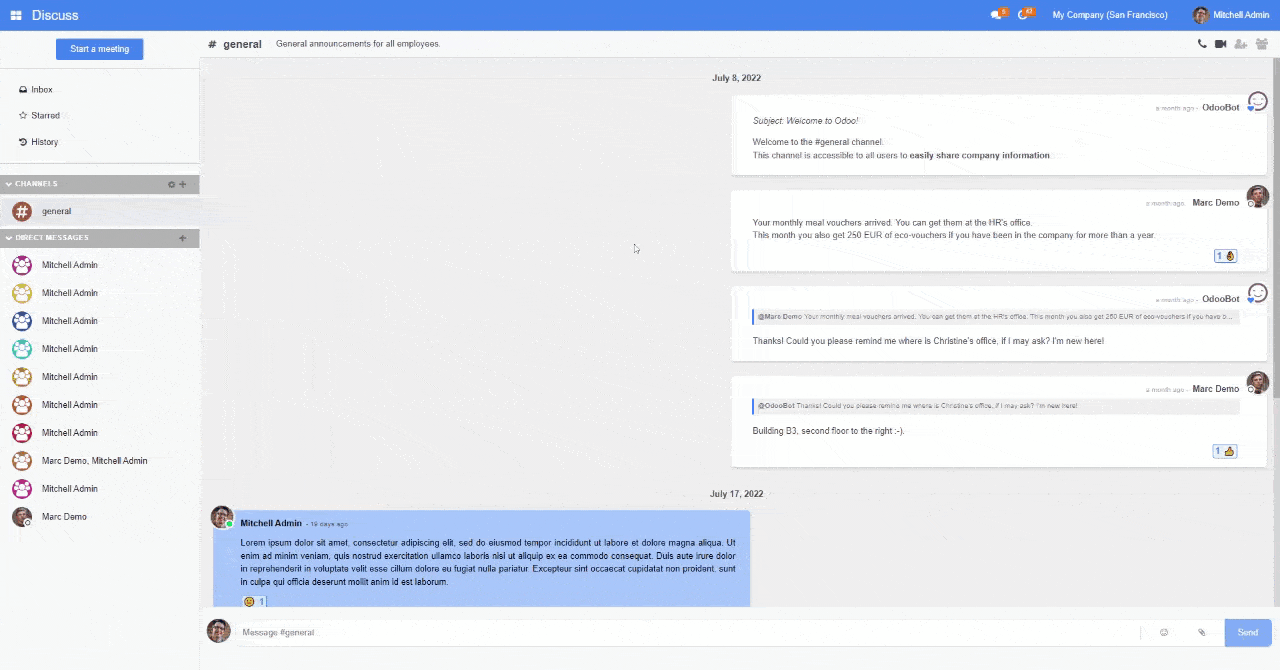 Discuss
5
42
My Company (San Francisco)
Mitchell Admin
Start a meeting
# general
General announcements for all employees.
Inbox
Starred
History
CHANNELS
general
DIRECT MESSAGES
Mitchell Admin
Mitchell Admin
Mitchell Admin
Mitchell Admin
Mitchell Admin
Mitchell Admin
Mitchell Admin
Marc Demo, Mitchell Admin
Mitchell Admin
Marc Demo
July 8, 2022
a month ago - OdooBot
Subject: Welcome to Odoo!
Welcome to the #general channel.
This channel is accessible to all users to easily share company information
a month ago - Marc Demo
Your monthly meal vouchers arrived. You can get them at the HR's office.
This month you also get 250 EUR of eco-vouchers if you have been in the company for more than a year.
1
a month ago - OdooBot
@Marc Demo Your monthly meal vouchers arrived. You can get them at the HR's office. This month you also get 250 EUR of eco-vouchers if you have b...
Thanks! Could you please remind me where is Christine's office, if I may ask? I'm new here!
a month ago - Marc Demo
@OdooBot Thanks! Could you please remind me where is Christine's office, if I may ask? I'm new here!
Building B3, second floor to the right :-).
1
July 17, 2022
Mitchell Admin - 19 days ago
Lorem ipsum dolor sit amet, consectetur adipiscing elit, sed do eiusmod tempor incididunt ut labore et dolore magna aliqua. Ut
enim ad minim veniam, quis nostrud exercitation ullamco laboris nisi ut aliquip ex ea commodo consequat. Duis aute irure dolor
in reprehenderit in voluptate velit esse cillum dolore eu fugiat nulla pariatur. Excepteur sint occaecat cupidatat non proident, sunt
in culpa qui officia deserunt mollit anim id est laborum.
1
Message #general
Send